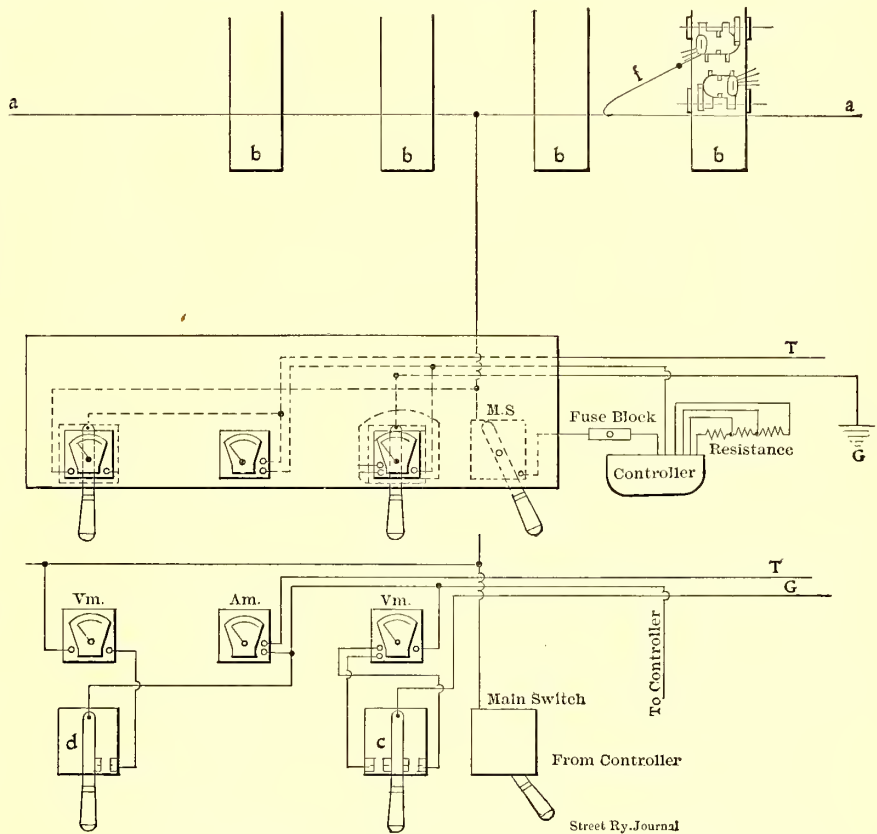 f
a
a
b
b
b
b
T
M.S
Fuse Block
Resistance
G
Controller
T
G
Vm.
Am.
Vm.
To Controller
Main Switch
d
c
From Controller
Street Ry.Journal